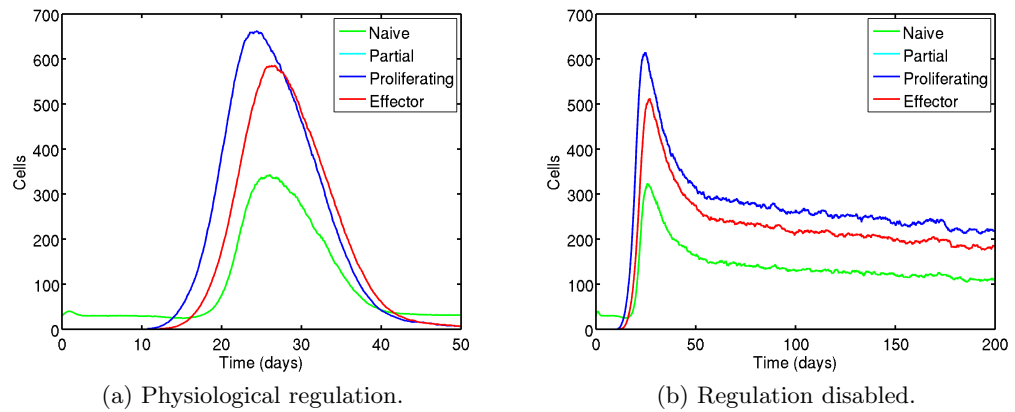 700
600
500
400
300
200
100
0
Cells
0 10 20 30 40 50
Time (days)
Naive
Partial
Proliferating
Effector
(a) Physiological regulation.
700
600
500
400
300
200
100
0
Cells
0 50 100 150 200
Time (days)
Naive
Partial
Proliferating
Effector
(b) Regulation disabled.